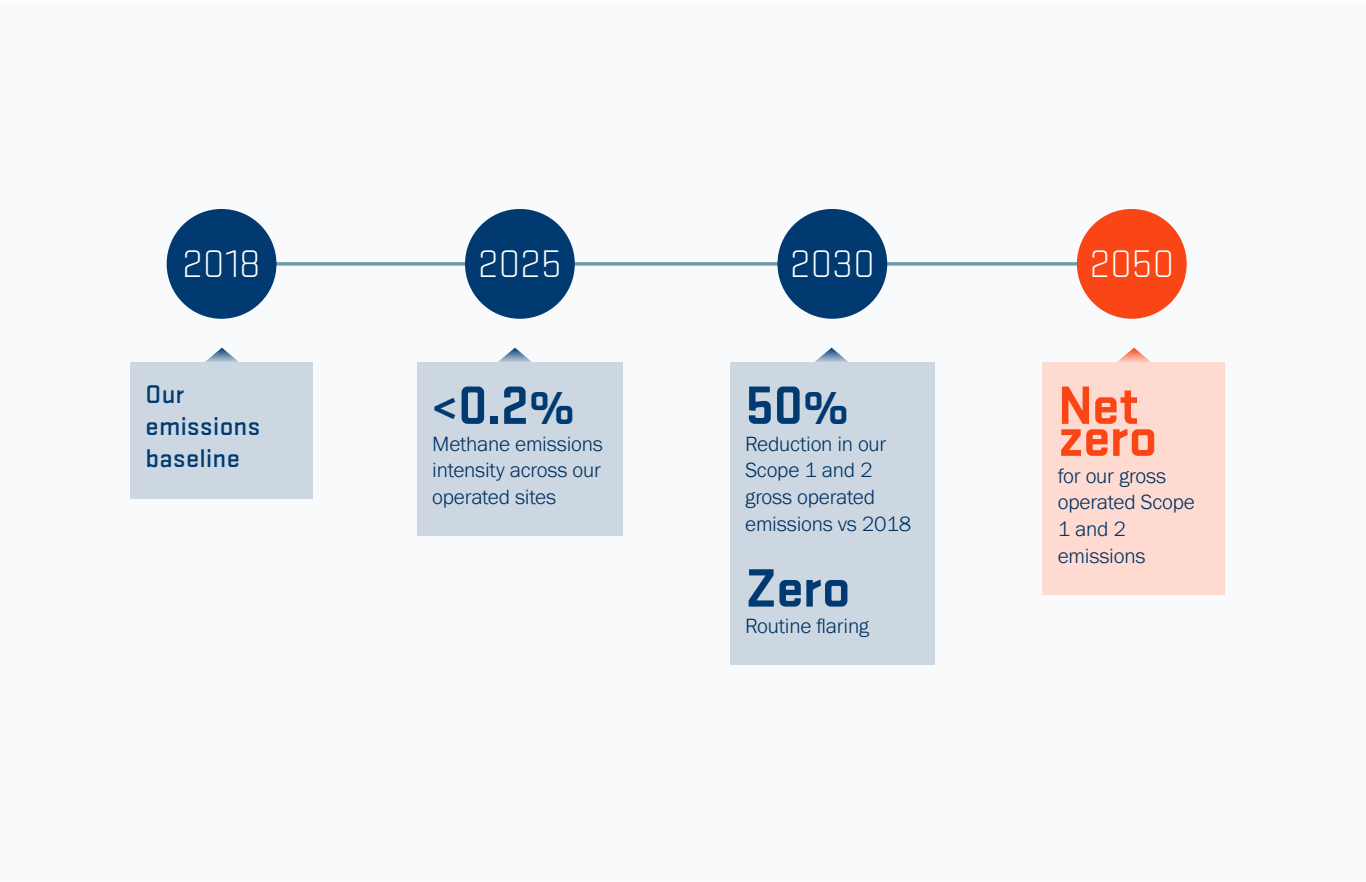 2018
2025
2030
2050
Our
emissions
baseline
<0.2%
Methane emissions
intensity across our
operated sites
50%
Reduction in our
Scope 1 and 2
gross operated
emissions vs 2018
Zero
Routine flaring
Net
zero
for our gross
operated Scope
1 and 2
emissions